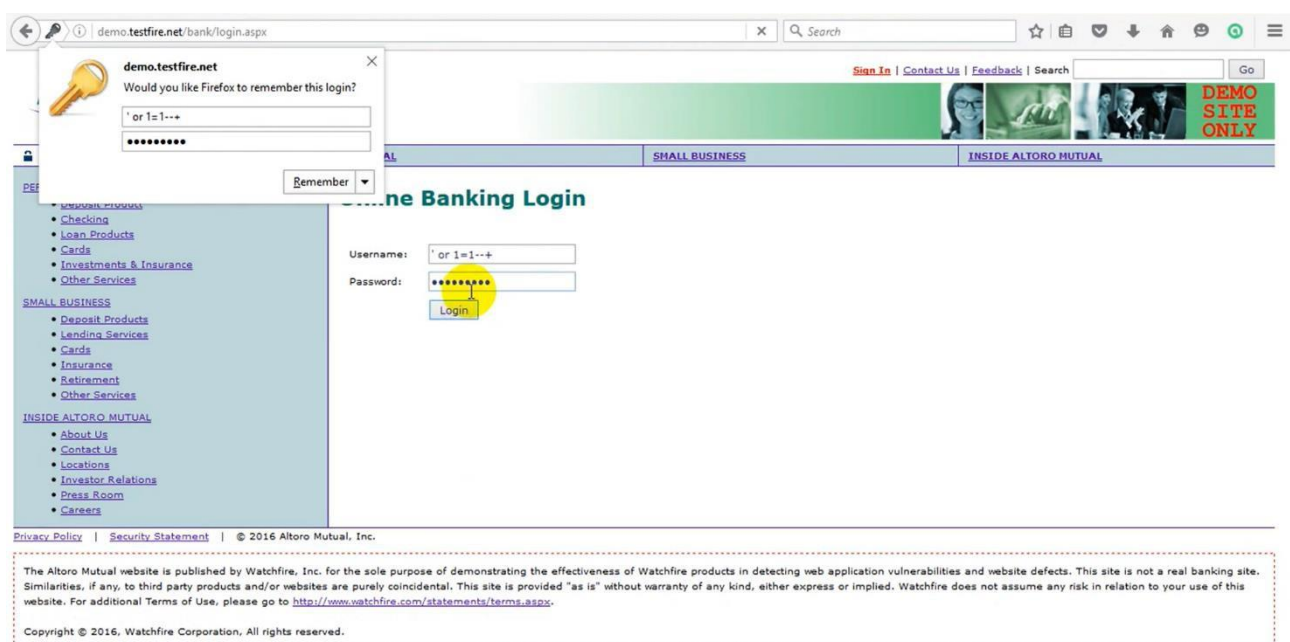 demo.testfire.net/bank/login.aspx
Search
demo.testfire.net
Would you like Firefox to remember this login?
' or 1=1--+
•••••••••
Remember
Sign In | Contact Us | Feedback | Search
Go
DEMO
SITE
ONLY
SMALL BUSINESS
INSIDE ALTORO MUTUAL
Banking Login
• Checking
• Loan Products
• Cards
• Investments & Insurance
• Other Services
SMALL BUSINESS
• Deposit Products
• Lending Services
• Cards
• Insurance
• Retirement
• Other Services
INSIDE ALTORO MUTUAL
• About Us
• Contact Us
• Locations
• Investor Relations
• Press Room
• Careers
Username: ' or 1=1--+
Password: •••••••••
Login
Privacy Policy | Security Statement | © 2016 Altoro Mutual, Inc.
The Altoro Mutual website is published by Watchfire, Inc. for the sole purpose of demonstrating the effectiveness of Watchfire products in detecting web application vulnerabilities and website defects. This site is not a real banking site.
Similarities, if any, to third party products and/or websites are purely coincidental. This site is provided "as is" without warranty of any kind, either express or implied. Watchfire does not assume any risk in relation to your use of this
website. For additional Terms of Use, please go to http://www.watchfire.com/statements/terms.aspx.
Copyright © 2016, Watchfire Corporation, All rights reserved.